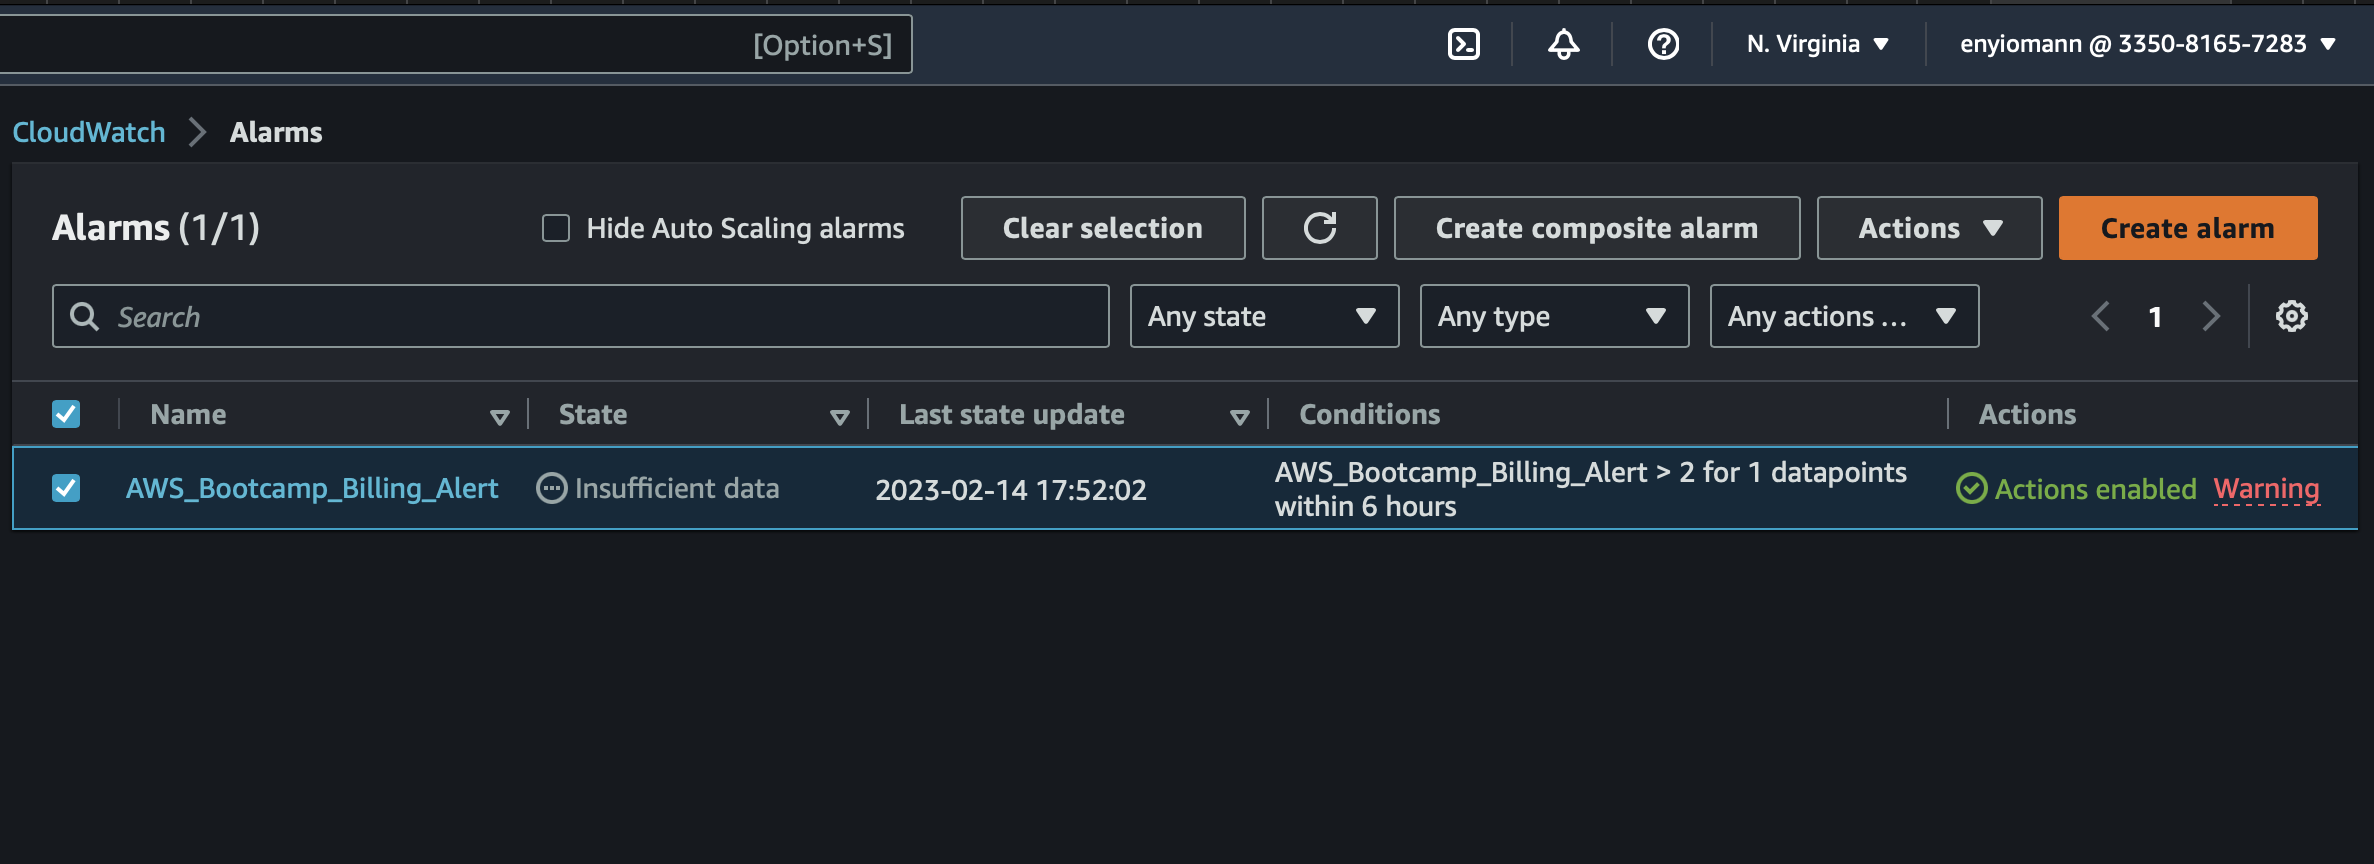 [Option+S]
N. Virginia
enyiomann @ 3350-8165-7283
CloudWatch
Alarms
Alarms (1/1)
Hide Auto Scaling alarms
Clear selection
Create composite alarm
Actions
Create alarm
Search
Any state
Any type
Any actions ...
1
Name
State
Last state update
Conditions
Actions
AWS_Bootcamp_Billing_Alert
Insufficient data
2023-02-14 17:52:02
AWS_Bootcamp_Billing_Alert > 2 for 1 datapoints
within 6 hours
Actions enabled
Warning